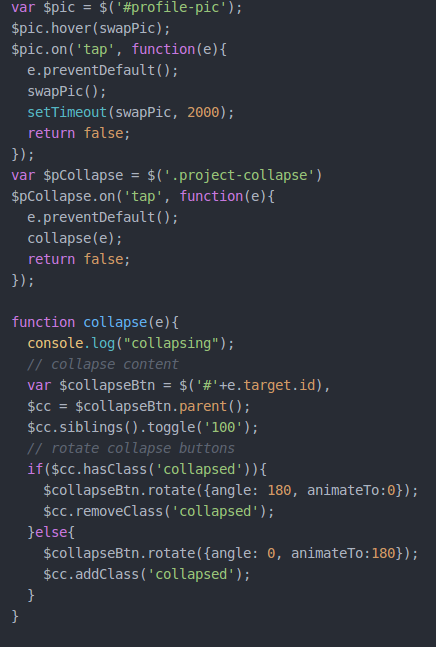 var $pic = $('#profile-pic');
$pic.hover(swapPic);
$pic.on('tap', function(e){
  e.preventDefault();
  swapPic();
  setTimeout(swapPic, 2000);
  return false;
});
var $pCollapse = $('.project-collapse')
$pCollapse.on('tap', function(e){
  e.preventDefault();
  collapse(e);
  return false;
});

function collapse(e){
  console.log("collapsing");
  // collapse content
  var $collapseBtn = $('#'+e.target.id),
  $cc = $collapseBtn.parent();
  $cc.siblings().toggle('100');
  // rotate collapse buttons
  if($cc.hasClass('collapsed')){
    $collapseBtn.rotate({angle: 180, animateTo:0});
    $cc.removeClass('collapsed');
  }else{
    $collapseBtn.rotate({angle: 0, animateTo:180});
    $cc.addClass('collapsed');
  }
}